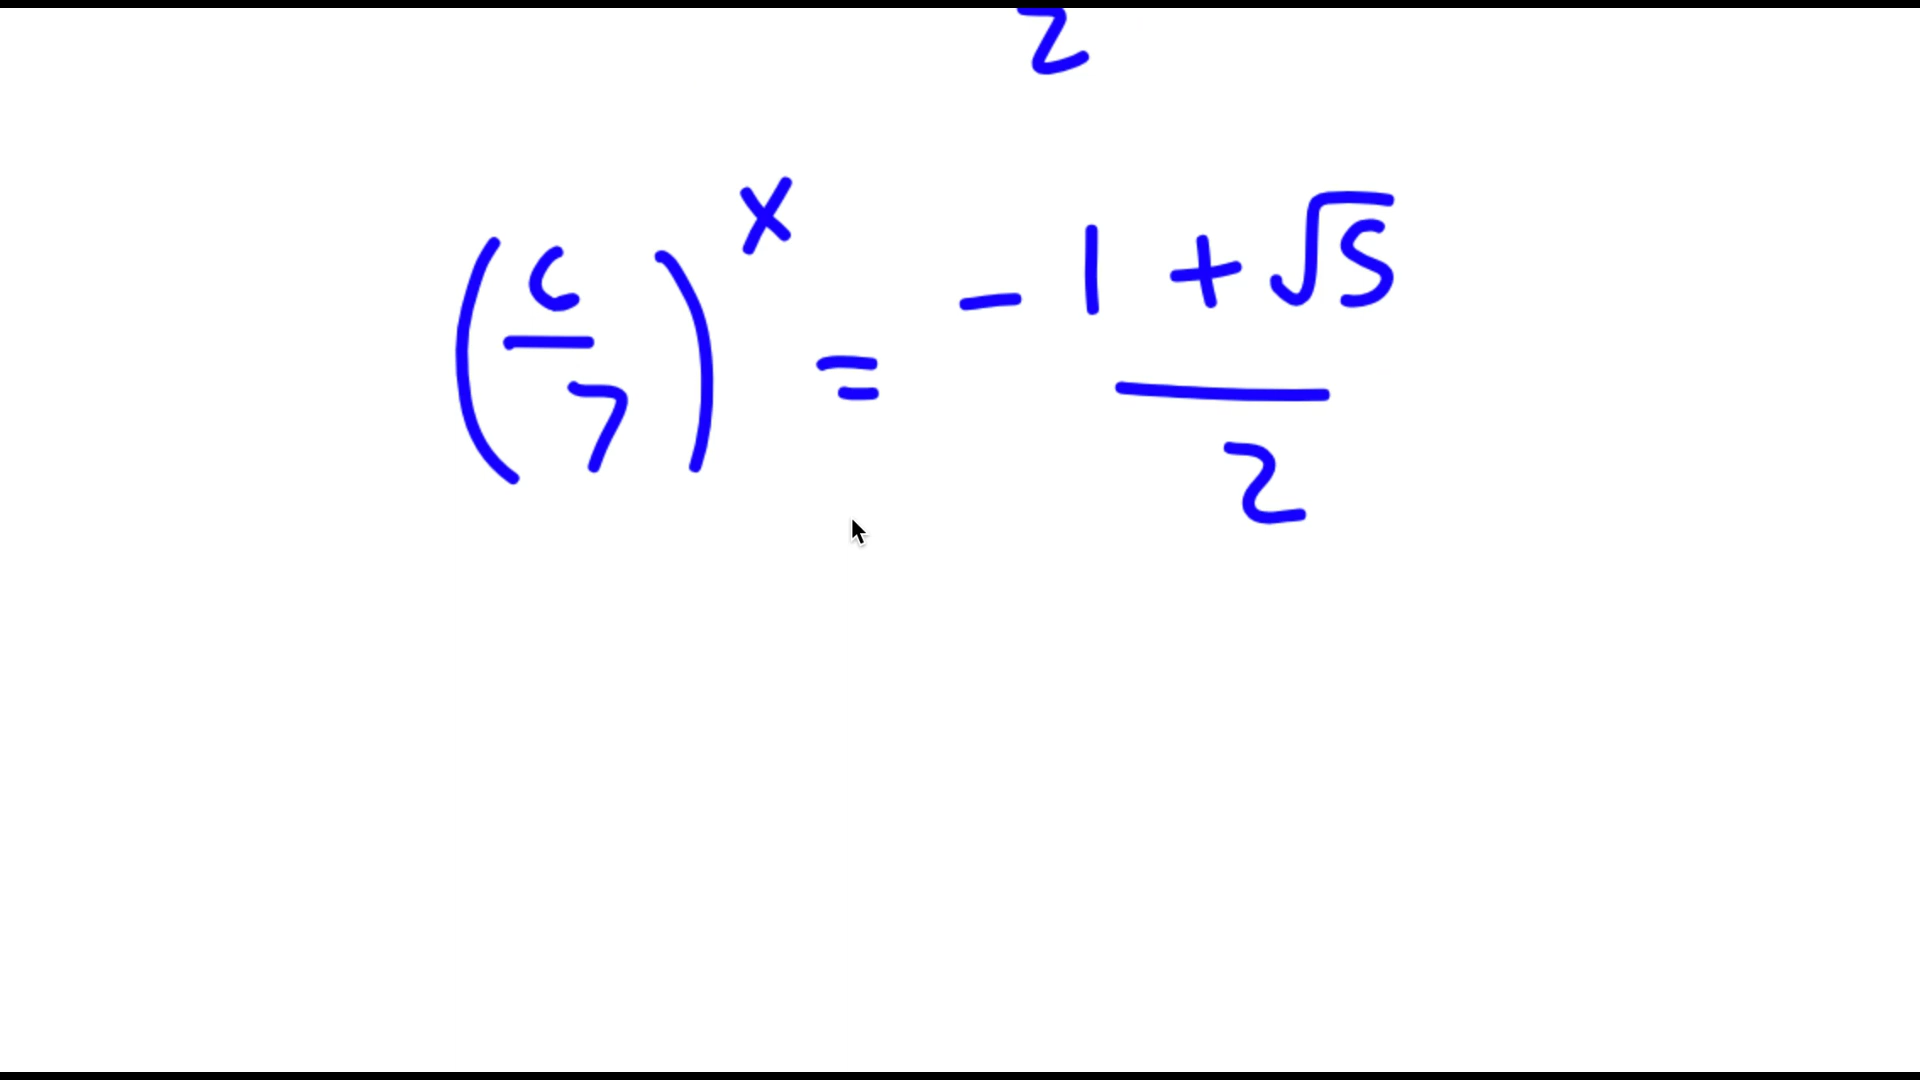 2
(6/7)^x = -1+√5/2